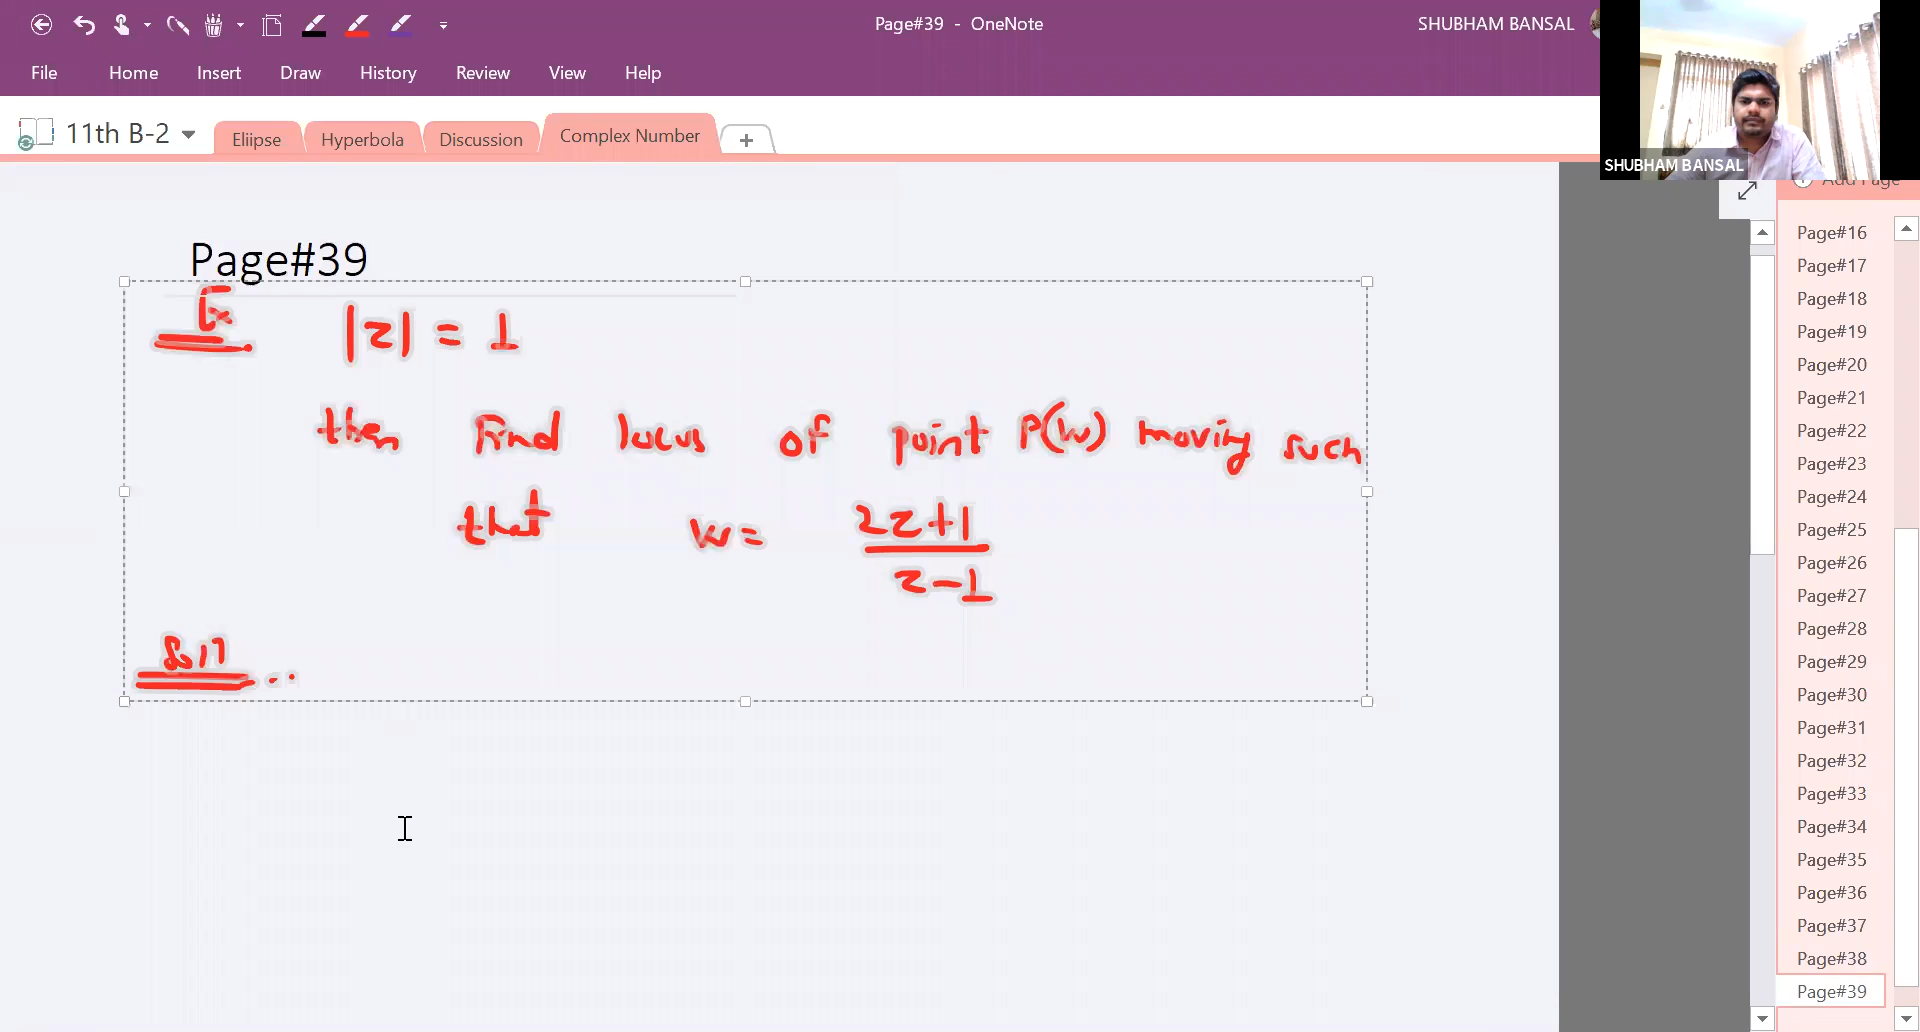 Page#39 - OneNote
SHUBHAM BANSAL
File Home Insert Draw History Review View Help
11th B-2 Eliipse Hyperbola Discussion Complex Number +
SHUBHAM BANSAL
Add Page
Page#39
Ex |z| = 1
then Find locus of point P(w) moving such
that w = \frac{2z+1}{z-1}
Soln ..
Page#16
Page#17
Page#18
Page#19
Page#20
Page#21
Page#22
Page#23
Page#24
Page#25
Page#26
Page#27
Page#28
Page#29
Page#30
Page#31
Page#32
Page#33
Page#34
Page#35
Page#36
Page#37
Page#38
Page#39